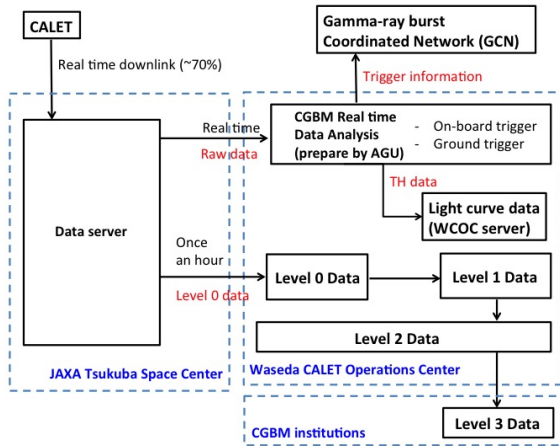 CALET
Real time downlink (~70%)
Gamma-ray burst
Coordinated Network (GCN)
Trigger information
Data server
Real time
Raw data
CGBM Real time
Data Analysis
(prepare by AGU)
- On-board trigger
- Ground trigger
TH data
Light curve data
(WCOC server)
Once
an hour
Level 0 data
Level 0 Data
Level 1 Data
Level 2 Data
JAXA Tsukuba Space Center
Waseda CALET Operations Center
Level 3 Data
CGBM institutions